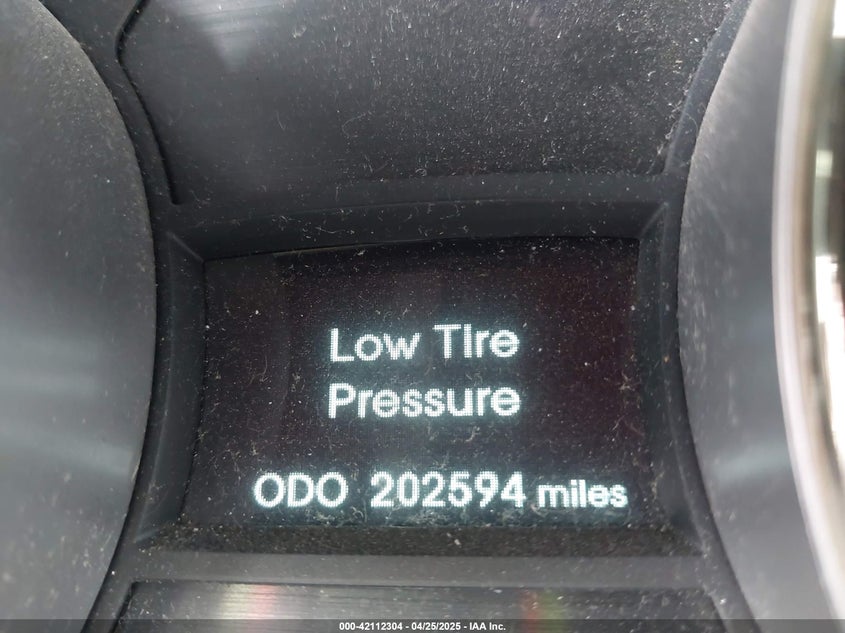 Low Tire
Pressure
ODO 202594 miles
000-42112304 - 04/25/2025 - IAA Inc.